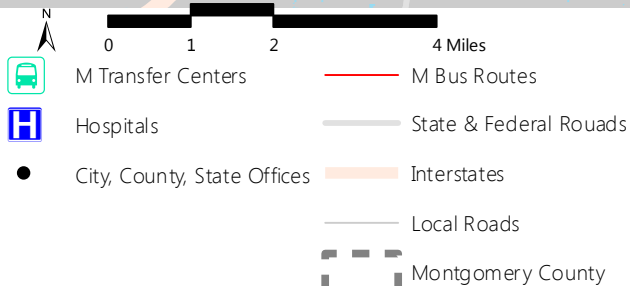 N
0 1 2 4 Miles
M Transfer Centers
Hospitals
City, County, State Offices
M Bus Routes
State & Federal Rouads
Interstates
Local Roads
Montgomery County
H